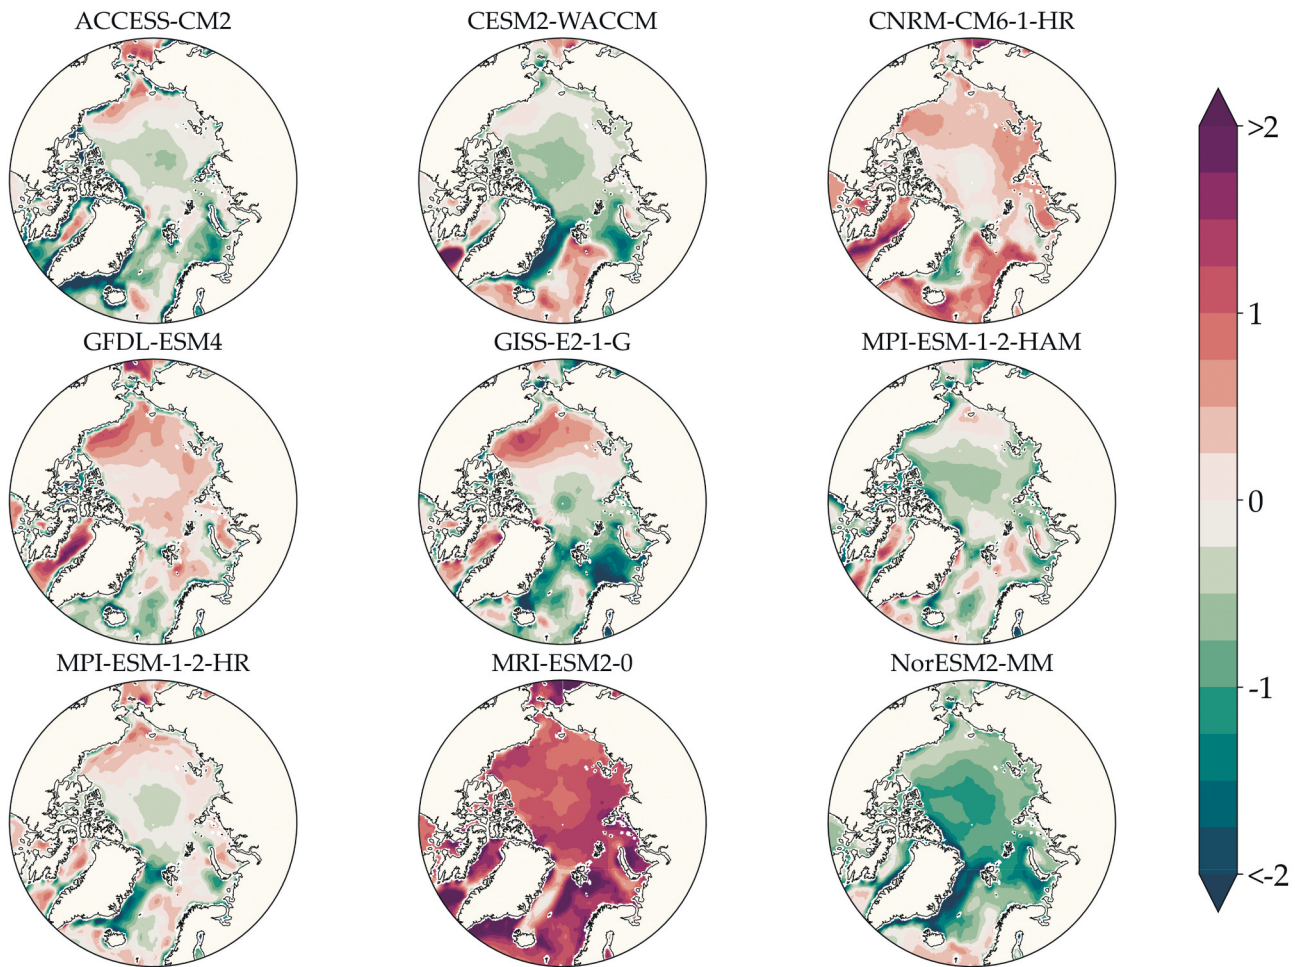 ACCESS-CM2
CESM2-WACCM
CNRM-CM6-1-HR
GFDL-ESM4
GISS-E2-1-G
MPI-ESM-1-2-HAM
MPI-ESM-1-2-HR
MRI-ESM2-0
NorESM2-MM
>2
1
0
-1
<-2